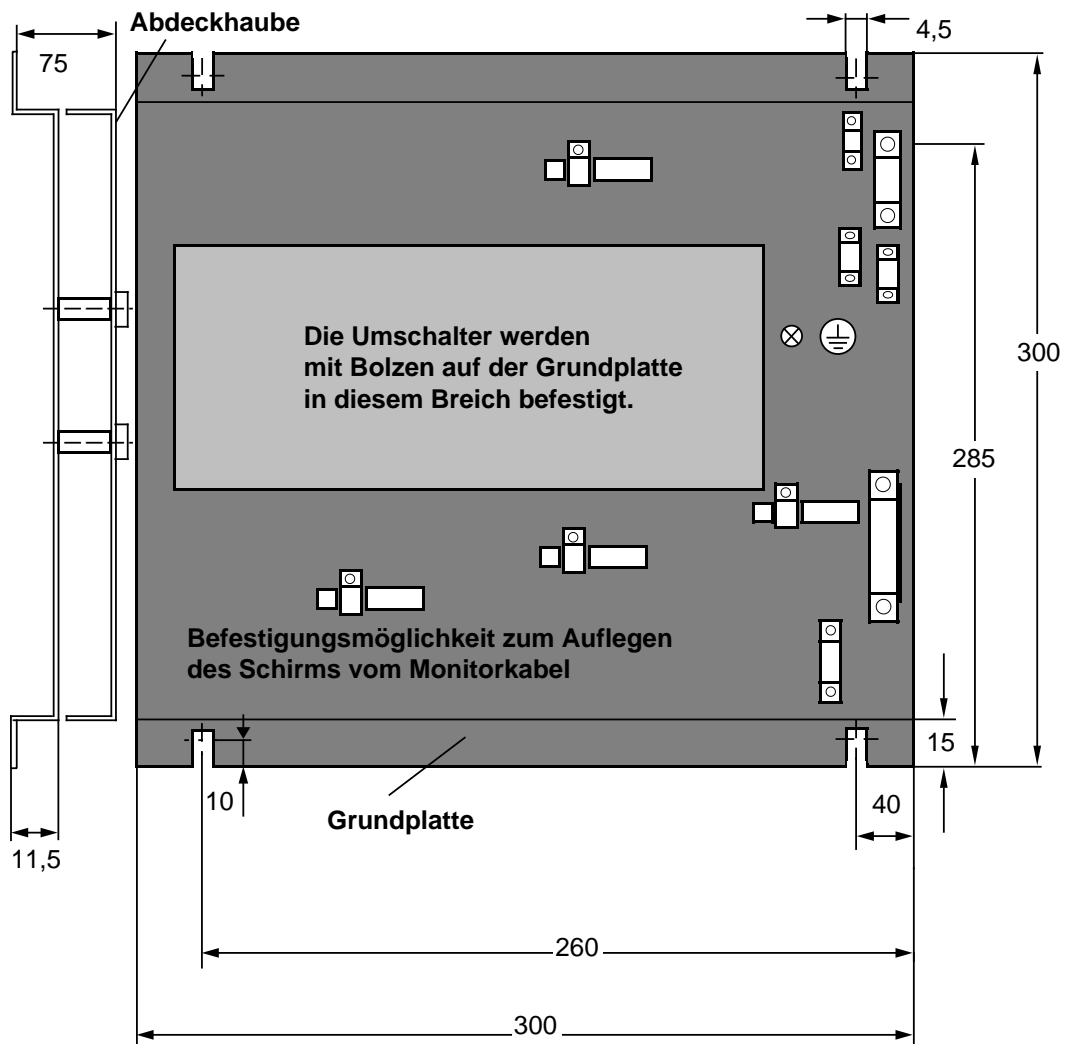 Abdeckhaube
4,5
75
Die Umschalter werden
mit Bolzen auf der Grundplatte
in diesem Breich befestigt.
300
285
Befestigungsmöglichkeit zum Auflegen
des Schirms vom Monitorkabel
15
10
40
Grundplatte
11,5
260
300